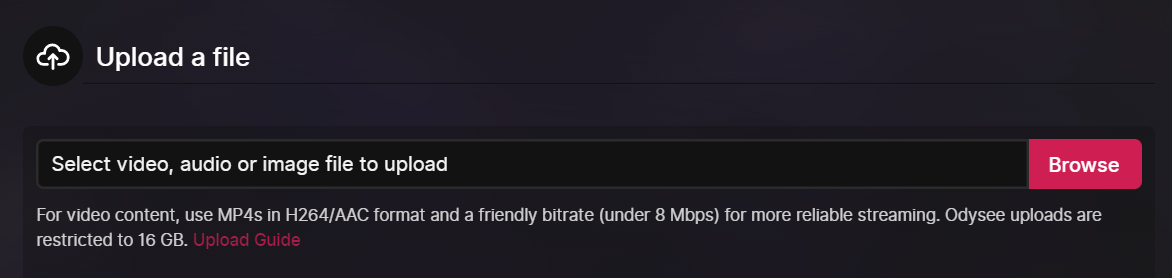 Upload a file
Select video, audio or image file to upload
Browse
For video content, use MP4s in H264/AAC format and a friendly bitrate (under 8 Mbps) for more reliable streaming. Odysee uploads are
restricted to 16 GB. Upload Guide